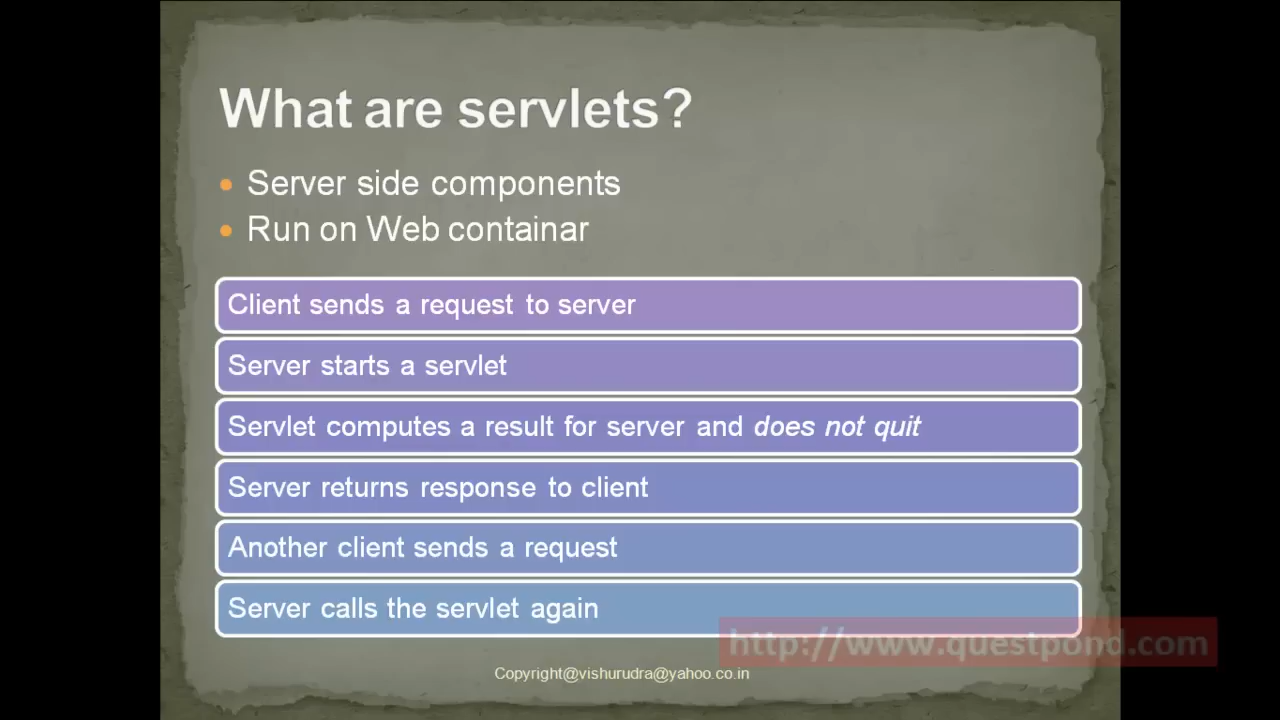 What are servlets?
Server side components
Run on Web containar
Client sends a request to server
Server starts a servlet
Servlet computes a result for server and does not quit
Server returns response to client
Another client sends a request
Server calls the servlet again
http://www.questpond.com
Copyright@vishurudra@yahoo.co.in